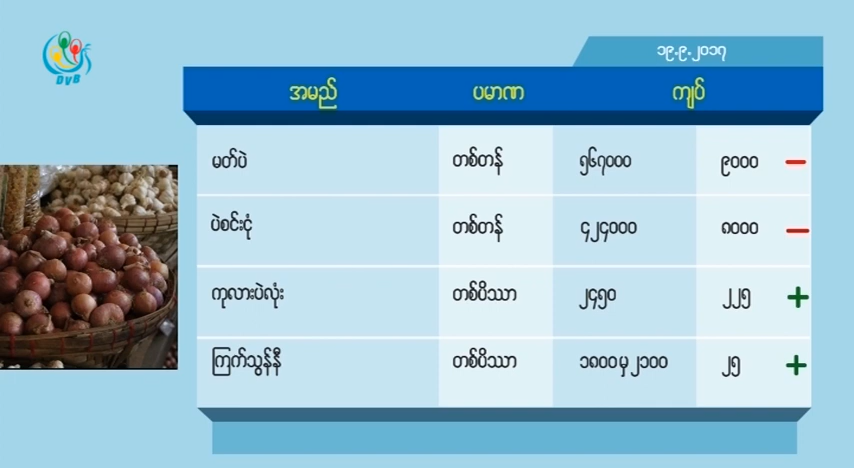 DVB
၁၉.၉.၂၀၁၇
အမည် ပမာဏ ကျပ်
မတ်ပဲ တစ်တန် ၅၆၇၀၀၀ ၉၀၀၀ −
ပဲစင်းငုံ တစ်တန် ၄၂၄၀၀၀ ၈၀၀၀ −
ကုလားပဲလုံး တစ်ပိဿာ ၂၄၅၀ ၂၂၅ +
ကြက်သွန်နီ တစ်ပိဿာ ၁၈၀၀မှ၂၁၀၀ ၂၅ +